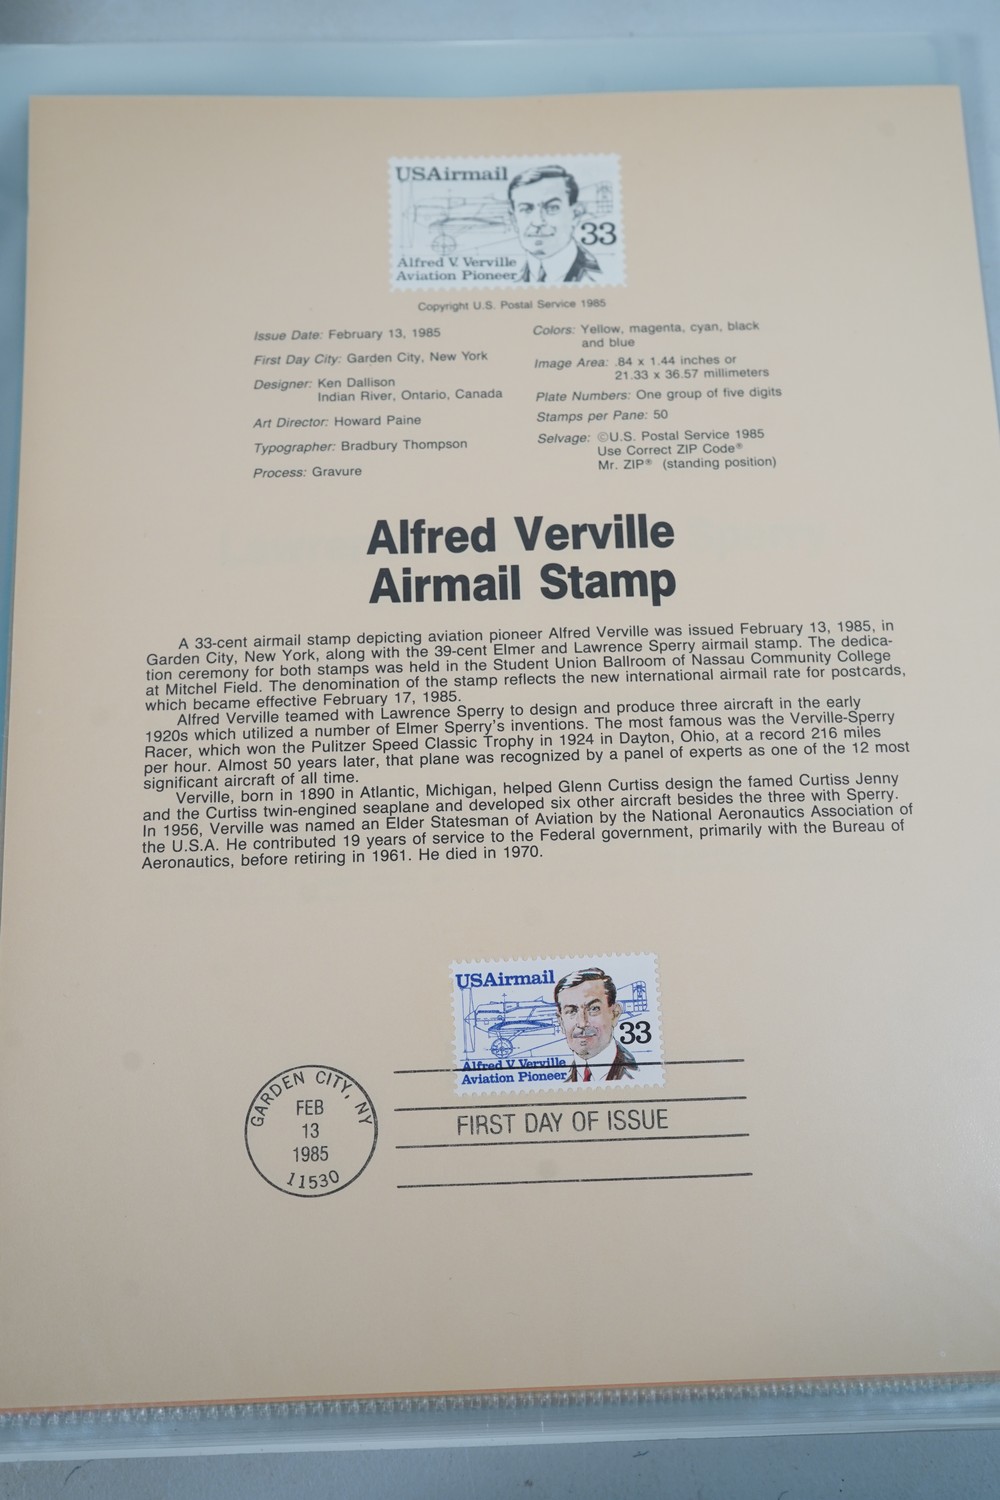 USAirmail
33
Alfred V. Verville
Aviation Pioneer
Copyright U.S. Postal Service 1985
Issue Date: February 13, 1985
First Day City: Garden City, New York
Designer: Ken Dallison
Indian River, Ontario, Canada
Art Director: Howard Paine
Typographer: Bradbury Thompson
Process: Gravure
Colors: Yellow, magenta, cyan, black
and blue
Image Area: .84 x 1.44 inches or
21.33 x 36.57 millimeters
Plate Numbers: One group of five digits
Stamps per Pane: 50
Selvage: ©U.S. Postal Service 1985
Use Correct ZIP Code®
Mr. ZIP® (standing position)
Alfred Verville
Airmail Stamp
A 33-cent airmail stamp depicting aviation pioneer Alfred Verville was issued February 13, 1985, in
Garden City, New York, along with the 39-cent Elmer and Lawrence Sperry airmail stamp. The dedica-
tion ceremony for both stamps was held in the Student Union Ballroom of Nassau Community College
at Mitchel Field. The denomination of the stamp reflects the new international airmail rate for postcards,
which became effective February 17, 1985.
Alfred Verville teamed with Lawrence Sperry to design and produce three aircraft in the early
1920s which utilized a number of Elmer Sperry's inventions. The most famous was the Verville-Sperry
Racer, which won the Pulitzer Speed Classic Trophy in 1924 in Dayton, Ohio, at a record 216 miles
per hour. Almost 50 years later, that plane was recognized by a panel of experts as one of the 12 most
significant aircraft of all time.
Verville, born in 1890 in Atlantic, Michigan, helped Glenn Curtiss design the famed Curtiss Jenny
and the Curtiss twin-engined seaplane and developed six other aircraft besides the three with Sperry.
In 1956, Verville was named an Elder Statesman of Aviation by the National Aeronautics Association of
the U.S.A. He contributed 19 years of service to the Federal government, primarily with the Bureau of
Aeronautics, before retiring in 1961. He died in 1970.
USAirmail
33
Alfred V. Verville
Aviation Pioneer
GARDEN CITY, NY
FEB
13
1985
11530
FIRST DAY OF ISSUE